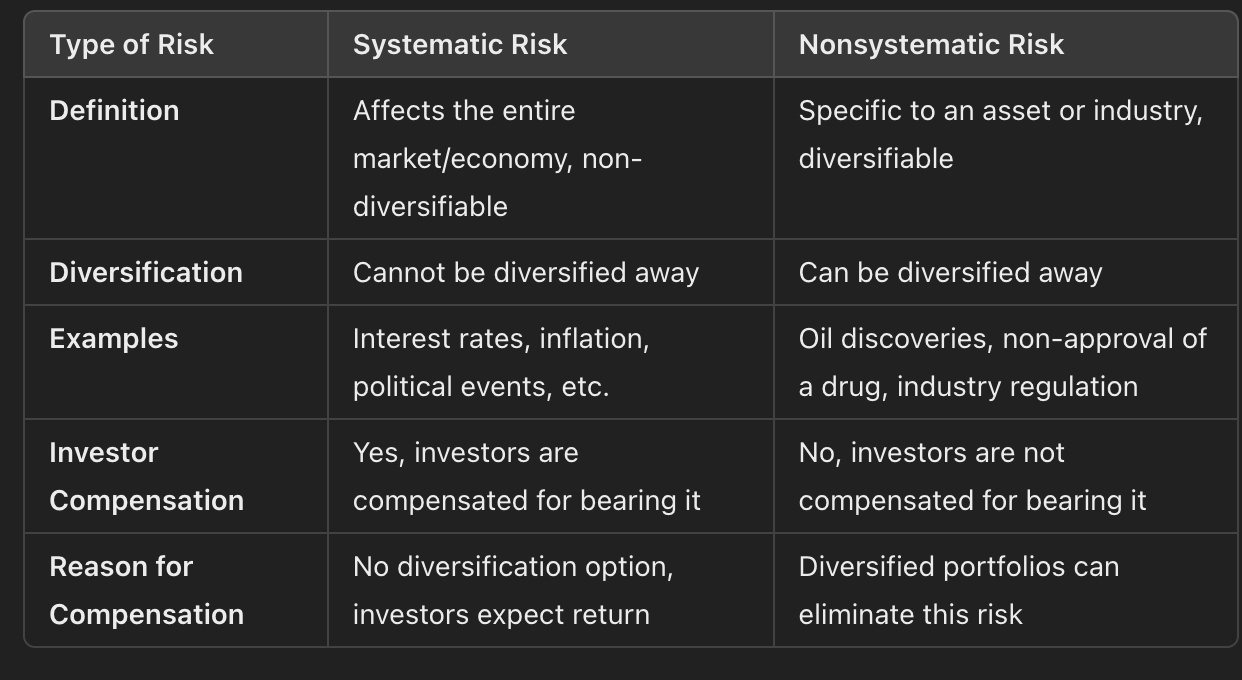 Type of Risk
Systematic Risk
Nonsystematic Risk
Definition
Affects the entire
market/economy, non-
diversifiable
Specific to an asset or industry,
diversifiable
Diversification
Cannot be diversified away
Can be diversified away
Examples
Interest rates, inflation,
political events, etc.
Oil discoveries, non-approval of
a drug, industry regulation
Investor
Compensation
Yes, investors are
compensated for bearing it
No, investors are not
compensated for bearing it
Reason for
Compensation
No diversification option,
investors expect return
Diversified portfolios can
eliminate this risk